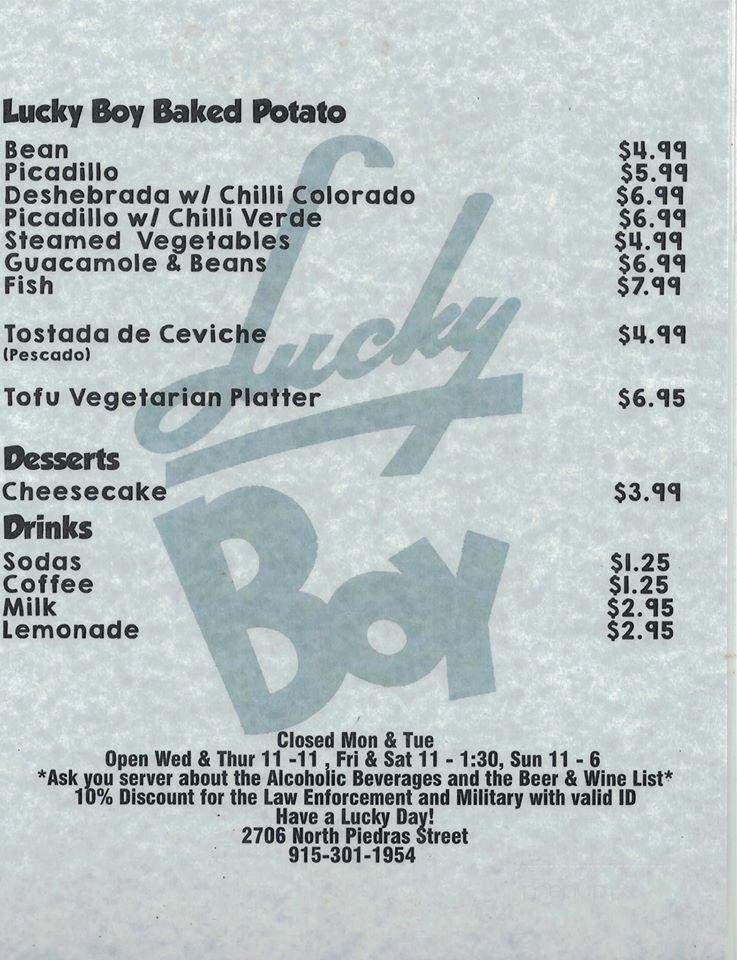 Lucky Boy Baked Potato
Bean $4.99
Picadillo $5.99
Deshebrada w/ Chilli Colorado $6.99
Picadillo w/ Chilli Verde $6.99
Steamed Vegetables $4.99
Guacamole & Beans $6.99
Fish $7.99
Tostada de Ceviche $4.99
(Pescado)
Tofu Vegetarian Platter $6.95
Lucky
Boy
Desserts
Cheesecake $3.99
Drinks
Sodas $1.25
Coffee $1.25
Milk $2.95
Lemonade $2.95
Closed Mon & Tue
Open Wed & Thur 11 -11 , Fri & Sat 11 - 1:30, Sun 11 - 6
*Ask you server about the Alcoholic Beverages and the Beer & Wine List*
10% Discount for the Law Enforcement and Military with valid ID
Have a Lucky Day!
2706 North Piedras Street
915-301-1954